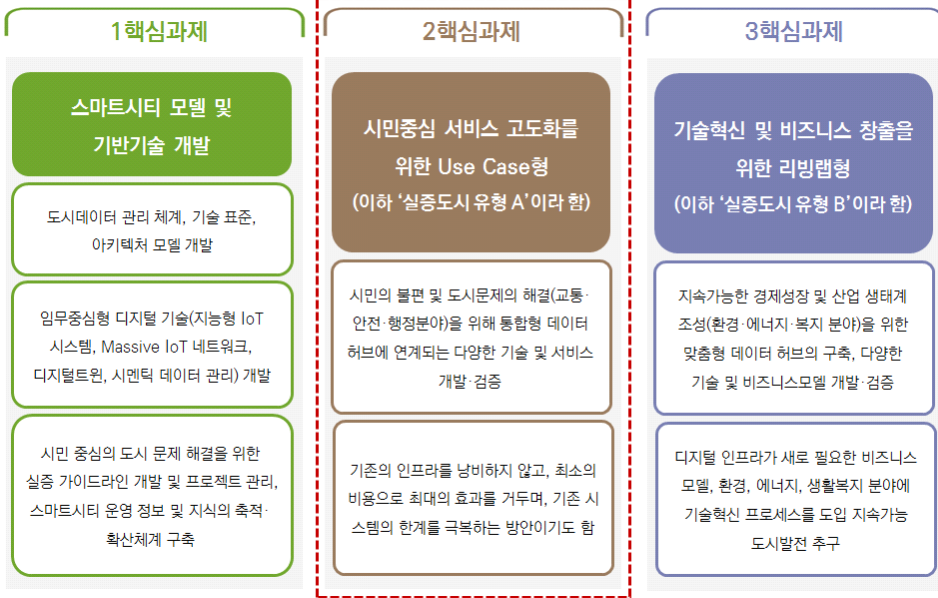 1핵심과제
스마트시티 모델 및
기반기술 개발
도시데이터 관리 체계, 기술 표준,
아키텍처 모델 개발
임무중심형 디지털 기술(지능형 IoT
시스템, Massive IoT 네트워크,
디지털트윈, 시멘틱 데이터 관리) 개발
시민 중심의 도시 문제 해결을 위한
실증 가이드라인 개발 및 프로젝트 관리,
스마트시티 운영 정보 및 지식의 축적·
확산체계 구축
2핵심과제
시민중심 서비스 고도화를
위한 Use Case형
(이하 ‘실증도시 유형 A’이라 함)
시민의 불편 및 도시문제의 해결(교통·
안전·행정분야)을 위해 통합형 데이터
허브에 연계되는 다양한 기술 및 서비스
개발·검증
기존의 인프라를 낭비하지 않고, 최소의
비용으로 최대의 효과를 거두며, 기존 시
스템의 한계를 극복하는 방안이기도 함
3핵심과제
기술혁신 및 비즈니스 창출을
위한 리빙랩형
(이하 ‘실증도시 유형 B’이라 함)
지속가능한 경제성장 및 산업 생태계
조성(환경·에너지·복지 분야)을 위한
맞춤형 데이터 허브의 구축, 다양한
기술 및 비즈니스모델 개발·검증
디지털 인프라가 새로 필요한 비즈니스
모델, 환경, 에너지, 생활복지 분야에
기술혁신 프로세스를 도입 지속가능
도시발전 추구